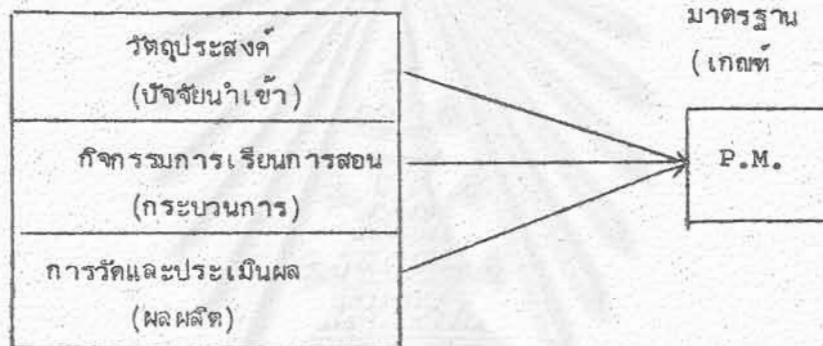 วัตถุประสงค์
(ปัจจัยนำเข้า)
กิจกรรมการเรียนการสอน
(กระบวนการ)
การวัดและประเมินผล
(ผลผลิต)
มาตรฐาน
(เกณฑ์
P.M.